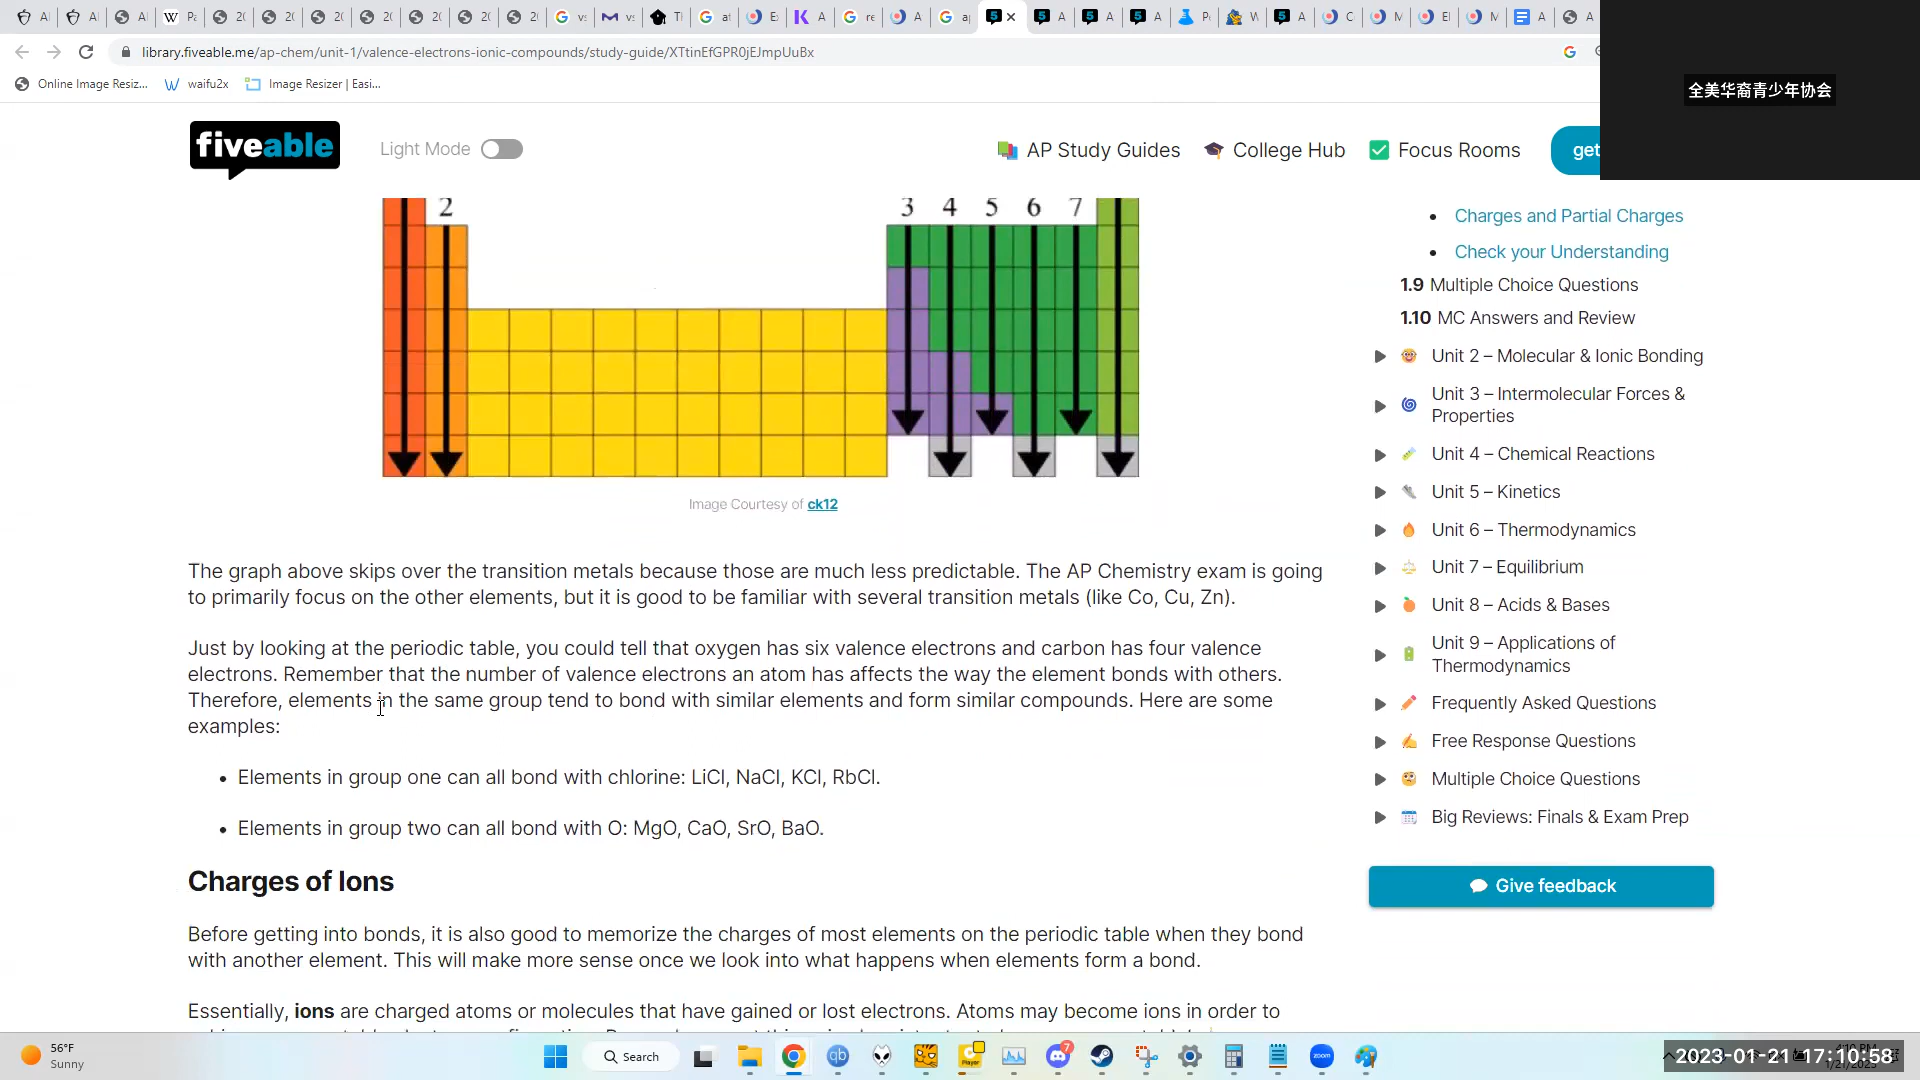 library.fiveable.me/ap-chem/unit-1/valence-electrons-ionic-compounds/study-guide/XTtinEfGPR0jEJmpUuBx
Online Image Resiz...
waifu2x
Image Resizer | Easi...
全美华裔青少年协会
fiveable
Light Mode
AP Study Guides
College Hub
Focus Rooms
get
2 3 4 5 6 7
Image Courtesy of ck12
The graph above skips over the transition metals because those are much less predictable. The AP Chemistry exam is going
to primarily focus on the other elements, but it is good to be familiar with several transition metals (like Co, Cu, Zn).
Just by looking at the periodic table, you could tell that oxygen has six valence electrons and carbon has four valence
electrons. Remember that the number of valence electrons an atom has affects the way the element bonds with others.
Therefore, elements in the same group tend to bond with similar elements and form similar compounds. Here are some
examples:
• Elements in group one can all bond with chlorine: LiCl, NaCl, KCl, RbCl.
• Elements in group two can all bond with O: MgO, CaO, SrO, BaO.
Charges of Ions
Before getting into bonds, it is also good to memorize the charges of most elements on the periodic table when they bond
with another element. This will make more sense once we look into what happens when elements form a bond.
Essentially, ions are charged atoms or molecules that have gained or lost electrons. Atoms may become ions in order to
• Charges and Partial Charges
• Check your Understanding
1.9 Multiple Choice Questions
1.10 MC Answers and Review
Unit 2 – Molecular & Ionic Bonding
Unit 3 – Intermolecular Forces &
Properties
Unit 4 – Chemical Reactions
Unit 5 – Kinetics
Unit 6 – Thermodynamics
Unit 7 – Equilibrium
Unit 8 – Acids & Bases
Unit 9 – Applications of
Thermodynamics
Frequently Asked Questions
Free Response Questions
Multiple Choice Questions
Big Reviews: Finals & Exam Prep
Give feedback
56°F
Sunny
Search
zoom
2023-01-21 17:10:58